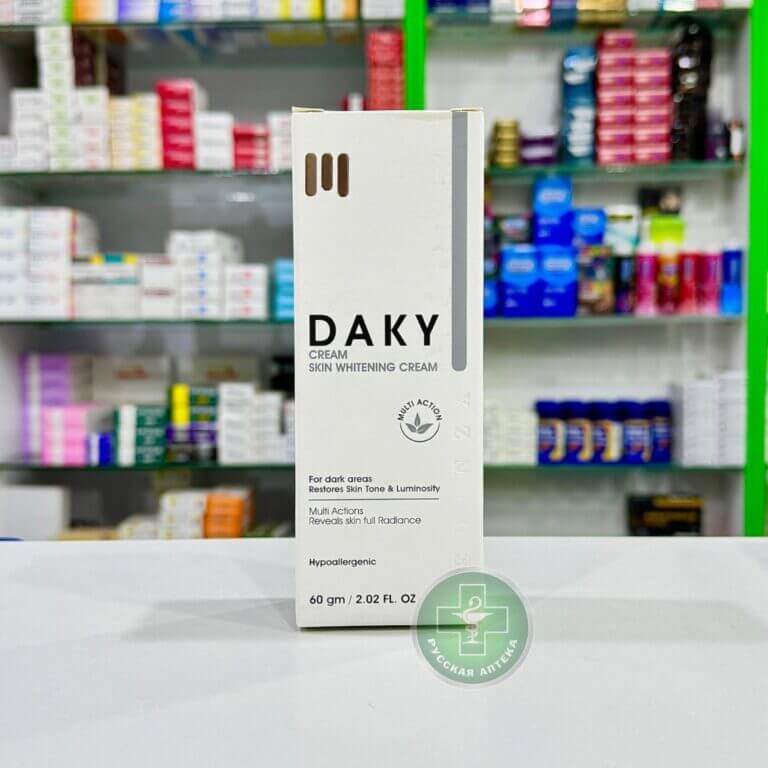 DAKY
CREAM
SKIN WHITENING CREAM
MULTI ACTION
For dark areas
Restores Skin Tone & Luminosity
Multi Actions
Reveals skin full Radiance
Hypoallergenic
60 gm / 2.02 FL. OZ
РУССКАЯ АПТЕКА